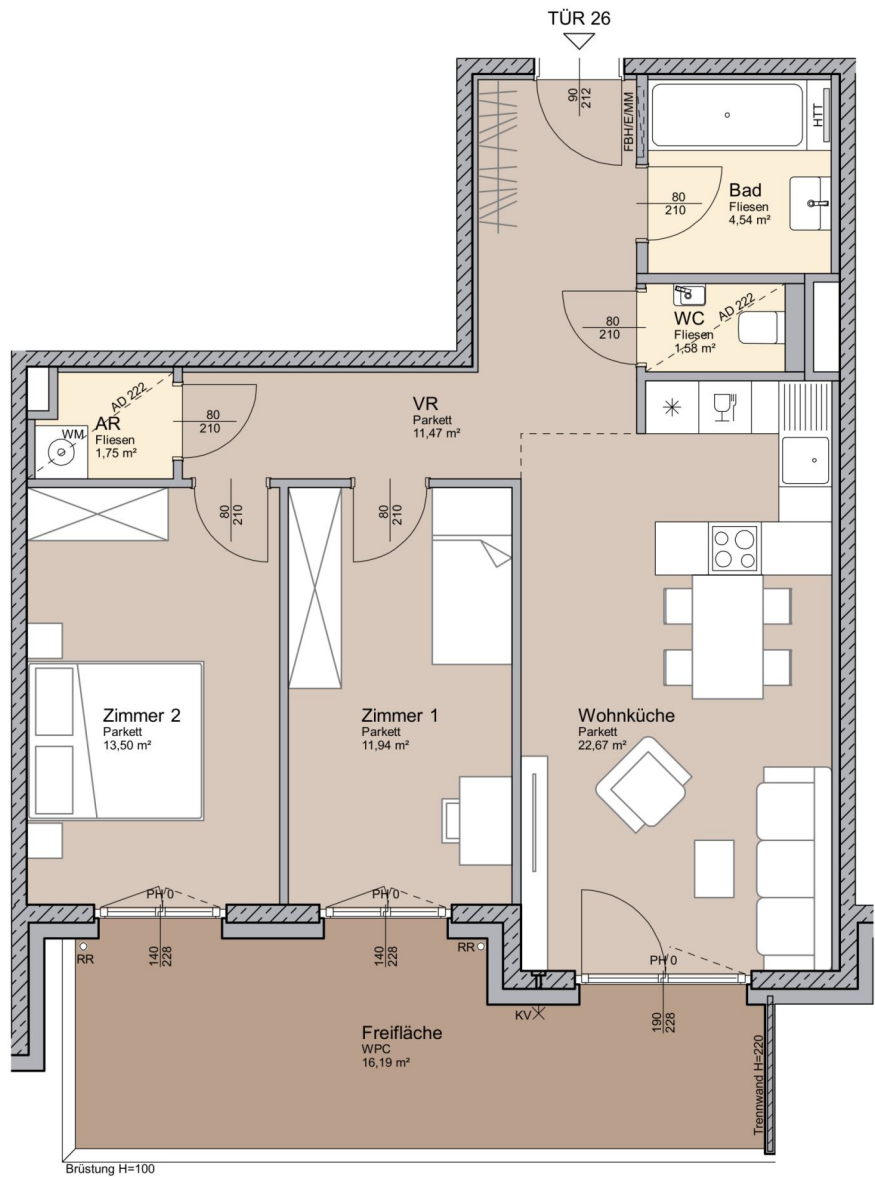 TÜR 26
90
212
FBH/E/MM
HTT
Bad
Fliesen
4,54 m²
80
210
WC
Fliesen
1,58 m²
AD 222
80
210
VR
Parkett
11,47 m²
AD 222
AR
Fliesen
1,75 m²
WM
80
210
80
210
80
210
Zimmer 2
Parkett
13,50 m²
Zimmer 1
Parkett
11,94 m²
Wohnküche
Parkett
22,67 m²
PH 0
140
228
PH 0
140
228
PH 0
190
228
RR
RR
KV
Freifläche
WPC
16,19 m²
Trennwand H=220
Brüstung H=100